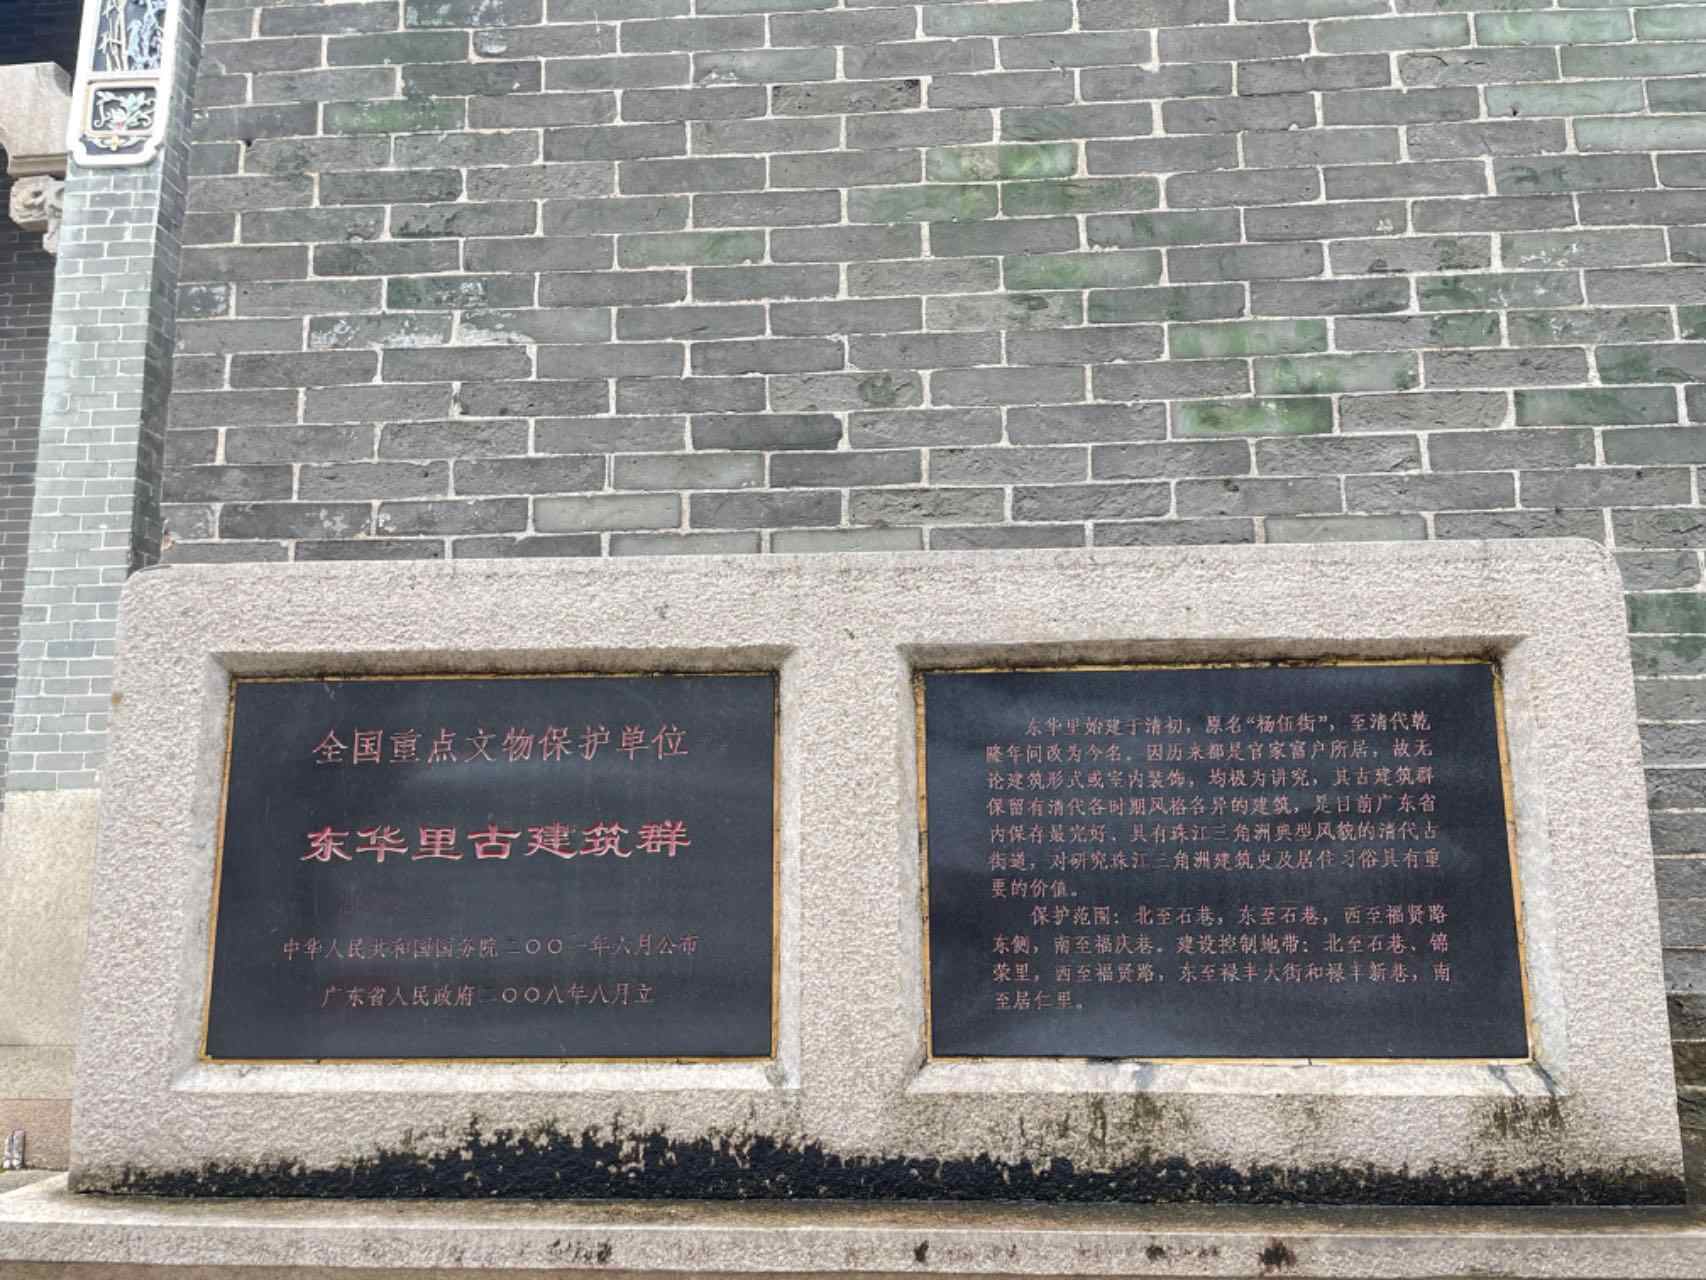 全国重点文物保护单位
东华里古建筑群
中华人民共和国国务院二〇〇一年六月公布
广东省人民政府二〇〇八年八月立
东华里始建于清初，原名“杨伍街”，至清代乾
隆年间改为今名。因历来都是官家富户所居，故无
论建筑形式或室内装饰，均极为讲究，其古建筑群
保留有清代各时期风格各异的建筑，是目前广东省
内保存最完好、具有珠江三角洲典型风貌的清代古
街道，对研究珠江三角洲建筑史及居住习俗具有重
要的价值。
保护范围：北至石巷，东至石巷，西至福贤路
东侧，南至福庆巷。建设控制地带：北至石巷、锦
荣里，西至福贤路，东至禄丰大街和禄丰新巷，南
至居仁里。